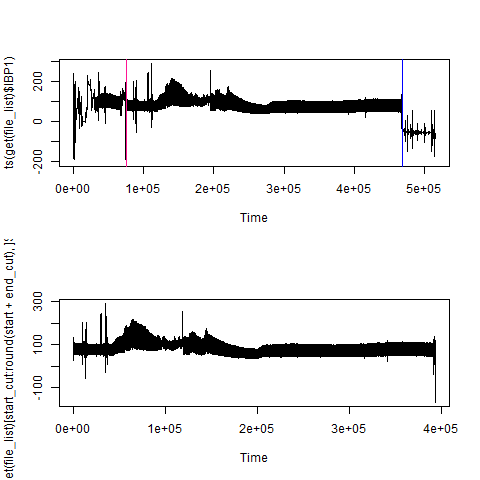 ts(get(file_list)$IBP1)
200
0
-200
0e+00 1e+05 2e+05 3e+05 4e+05 5e+05
Time
et(file_list)[start_cut:round(start + end_cut), ]$
300
100
-100
0e+00 1e+05 2e+05 3e+05 4e+05
Time